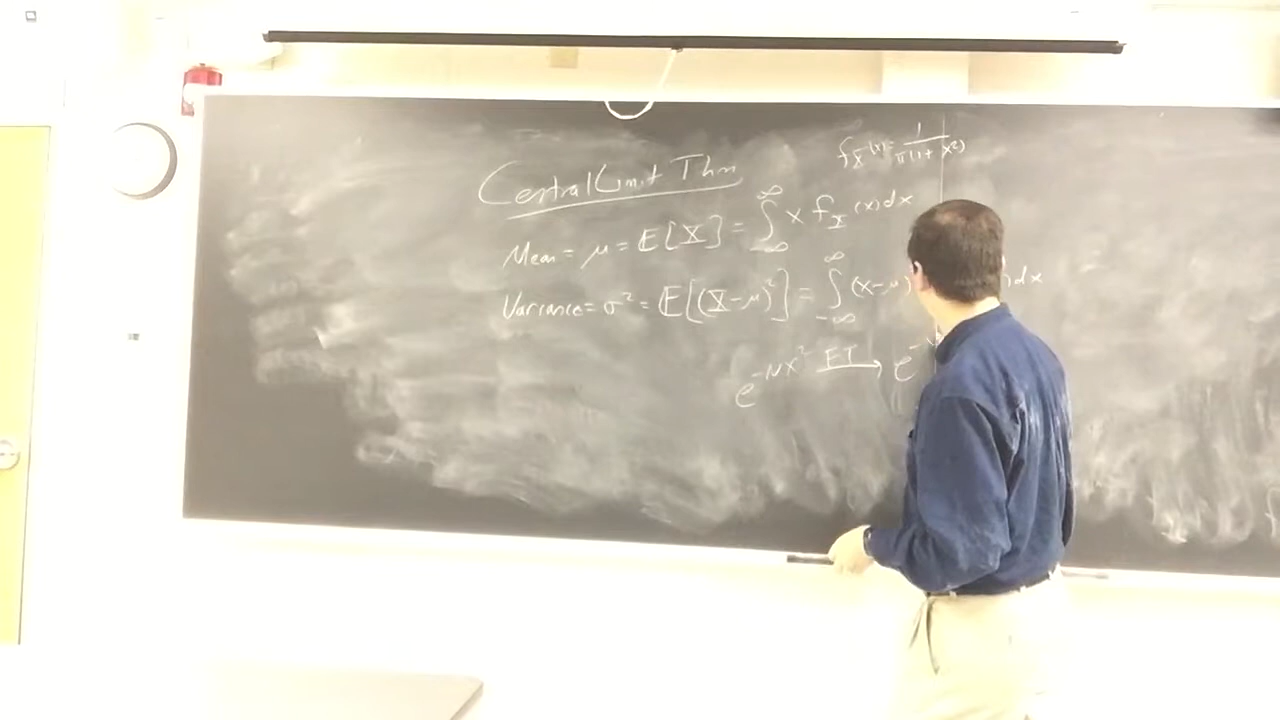 f_X(x) = 1/π(1+x²)
Central Limit Thm
Mean = μ = E[X] = ∫_{-∞}^{∞} x f_X(x)dx
Variance = σ² = E[(X-μ)²] = ∫_{-∞}^{∞} (x-μ) )dx
e^{-Nx²} FT→ e^{-